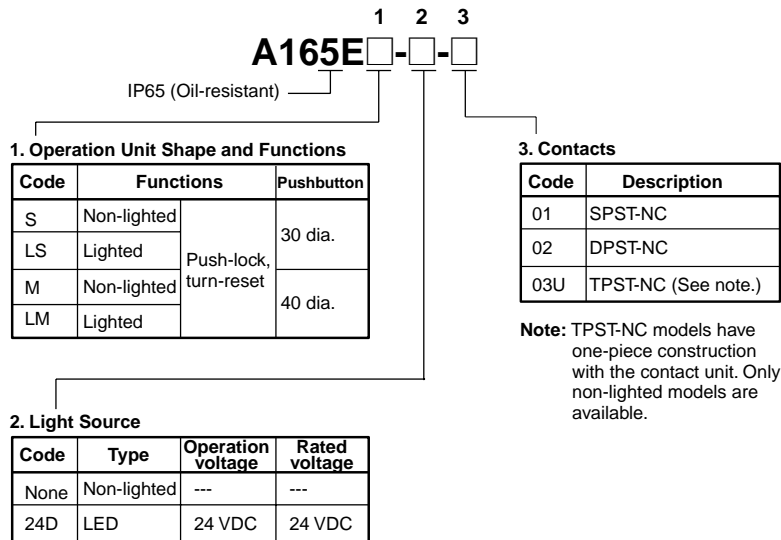 1 2 3
A165E□-□-□
IP65 (Oil-resistant)
1. Operation Unit Shape and Functions
Code Functions Pushbutton
S Non-lighted Push-lock, turn-reset 30 dia.
LS Lighted
M Non-lighted 40 dia.
LM Lighted
3. Contacts
Code Description
01 SPST-NC
02 DPST-NC
03U TPST-NC (See note.)
Note: TPST-NC models have
one-piece construction
with the contact unit. Only
non-lighted models are
available.
2. Light Source
Code Type Operation voltage Rated voltage
None Non-lighted --- ---
24D LED 24 VDC 24 VDC